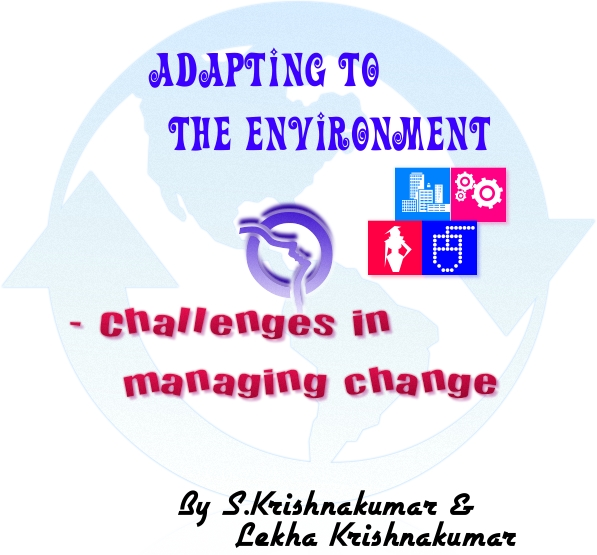 ADAPTING TO
THE ENVIRONMENT
- Challenges in
managing change
By S.Krishnakumar &
Lekha Krishnakumar